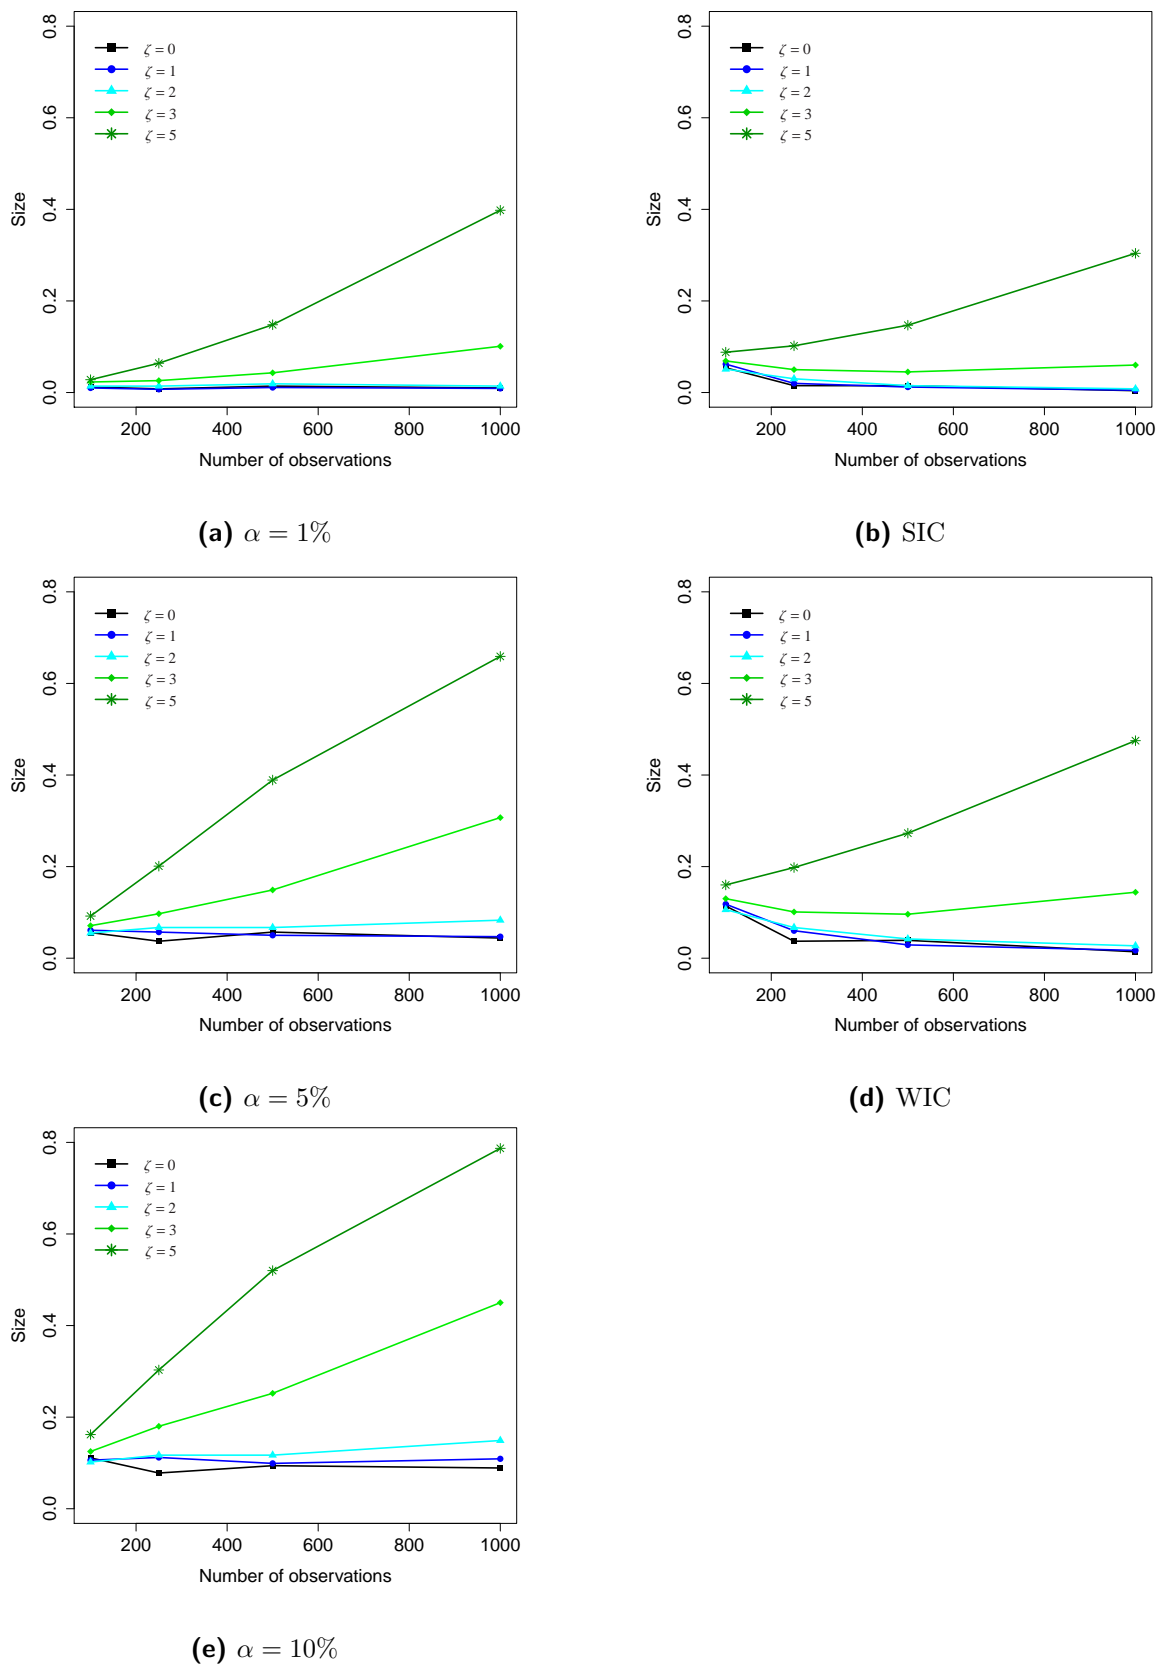 0.8
ζ = 0
ζ = 1
ζ = 2
ζ = 3
ζ = 5
0.6
0.4
0.2
0.0
Size
200 400 600 800 1000
Number of observations
(a) α = 1%
0.8
ζ = 0
ζ = 1
ζ = 2
ζ = 3
ζ = 5
0.6
0.4
0.2
0.0
Size
200 400 600 800 1000
Number of observations
(b) SIC
0.8
ζ = 0
ζ = 1
ζ = 2
ζ = 3
ζ = 5
0.6
0.4
0.2
0.0
Size
200 400 600 800 1000
Number of observations
(c) α = 5%
0.8
ζ = 0
ζ = 1
ζ = 2
ζ = 3
ζ = 5
0.6
0.4
0.2
0.0
Size
200 400 600 800 1000
Number of observations
(d) WIC
0.8
ζ = 0
ζ = 1
ζ = 2
ζ = 3
ζ = 5
0.6
0.4
0.2
0.0
Size
200 400 600 800 1000
Number of observations
(e) α = 10%